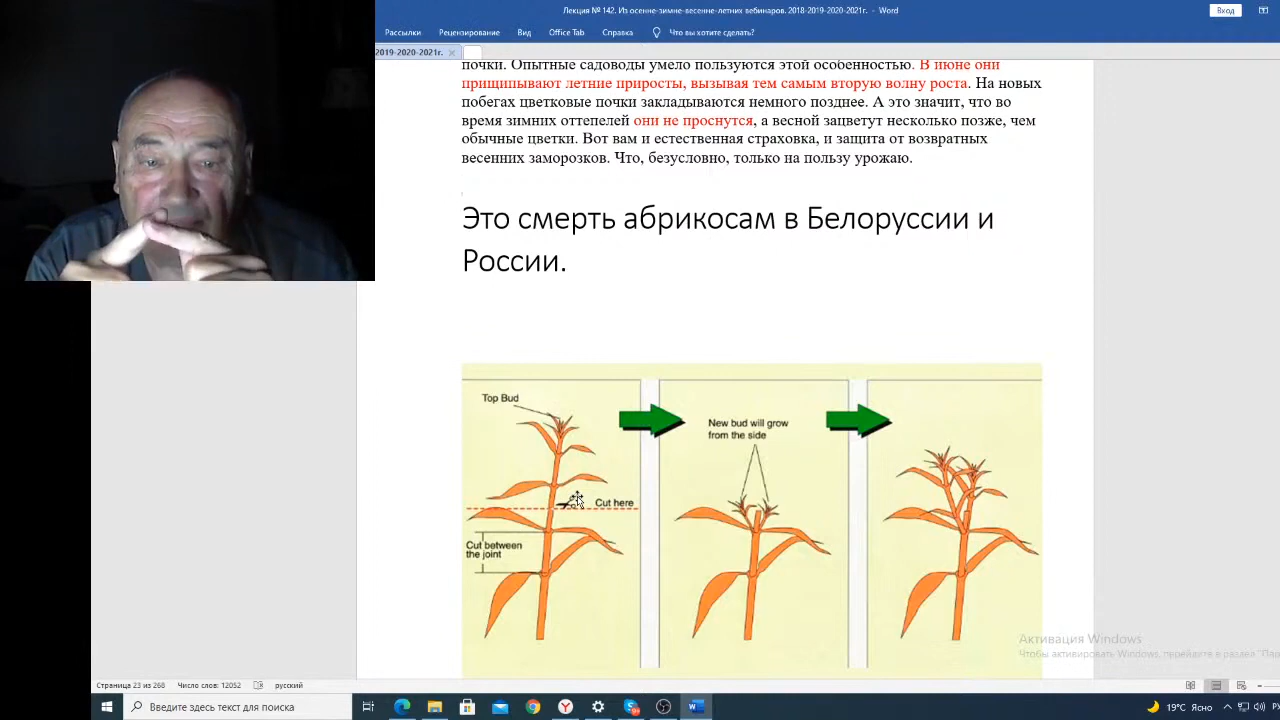 Лекция № 142. Из осенне-зимне-весенне-летних вебинаров. 2018-2019-2020-2021г. - Word
Вход
Рассылки Рецензирование Вид Office Tab Справка Что вы хотите сделать?
2019-2020-2021г.
почки. Опытные садоводы умело пользуются этой особенностью. В июне они
прищипывают летние приросты, вызывая тем самым вторую волну роста. На новых
побегах цветковые почки закладываются немного позднее. А это значит, что во
время зимних оттепелей они не проснутся, а весной зацветут несколько позже, чем
обычные цветки. Вот вам и естественная страховка, и защита от возвратных
весенних заморозков. Что, безусловно, только на пользу урожаю.
Это смерть абрикосам в Белоруссии и
России.
Top Bud
Cut here
Cut between
the joint
New bud will grow
from the side
Активация Windows
Чтобы активировать Windows, перейдите в раздел
Страница 23 из 268 Число слов: 12052 русский
Введите здесь текст для поиска
19°C Ясно